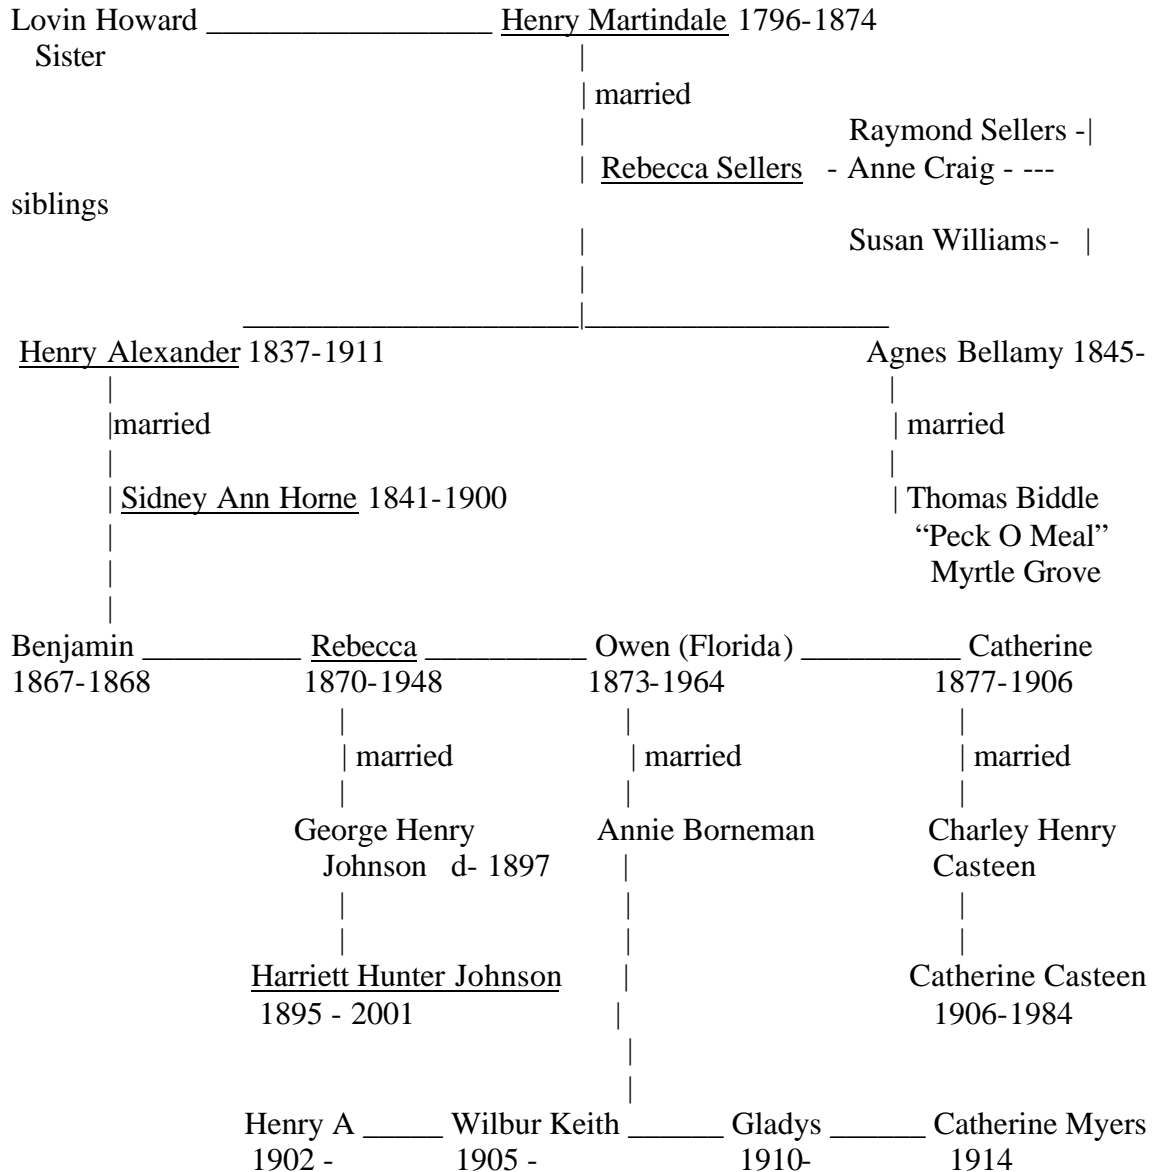 Lovin Howard __________________ Henry Martindale 1796-1874
Sister |
| married
| Raymond Sellers -|
| Rebecca Sellers - Anne Craig - ---
siblings
| Susan Williams- |
|
_____________________|___________________
Henry Alexander 1837-1911 Agnes Bellamy 1845-
| |
|married | married
| |
| Sidney Ann Horne 1841-1900 | Thomas Biddle
| “Peck O Meal”
| Myrtle Grove
|
Benjamin __________ Rebecca __________ Owen (Florida) __________ Catherine
1867-1868 1870-1948 1873-1964 1877-1906
| | |
| married | married | married
| | |
George Henry Annie Borneman Charley Henry
Johnson d- 1897 | Casteen
| | |
| | |
Harriett Hunter Johnson | Catherine Casteen
1895 - 2001 | 1906-1984
|
|
Henry A _____ Wilbur Keith ______ Gladys ______ Catherine Myers
1902 - 1905 - 1910- 1914